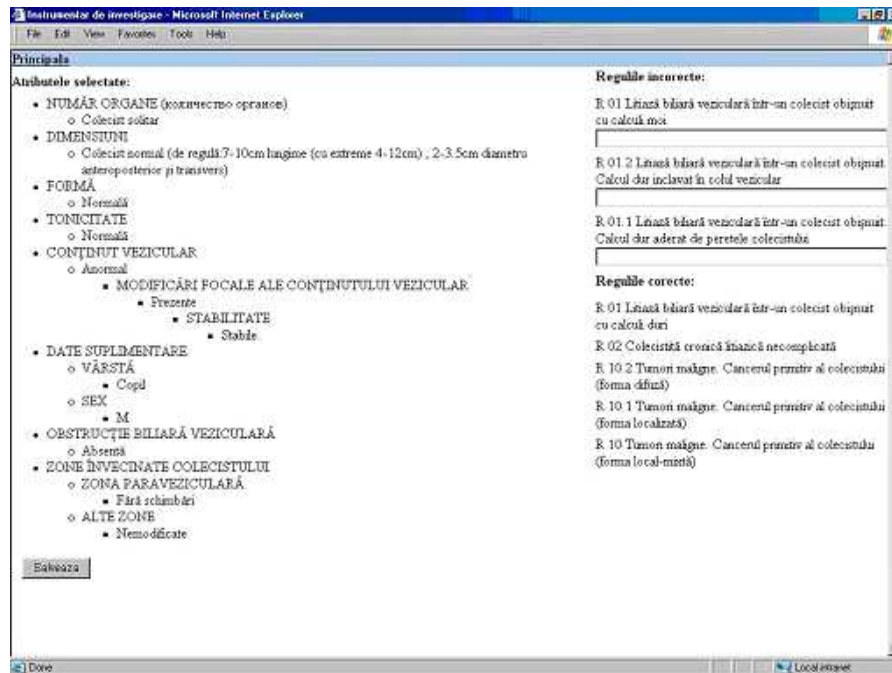 Instrumentar de investigare - Microsoft Internet Explorer
File Edit View Favorites Tools Help
Principala
Atributele selectate:
• NUMĂR ORGANE (количество органов)
o Colecist solitar
• DIMENSIUNI
o Colecist normal (de regulă:7-10cm lungime (cu extreme 4-12cm) , 2-3.5cm diametru
anteroposterior și transvers)
• FORMĂ
o Normală
• TONICITATE
o Normală
• CONȚINUT VEZICULAR
o Anormal
▪ MODIFICĂRI FOCALE ALE CONȚINUTULUI VEZICULAR
▪ Prezente
▪ STABILITATE
▪ Stabile
• DATE SUPLIMENTARE
o VÂRSTĂ
▪ Copil
o SEX
▪ M
• OBSTRUCȚIE BILIARĂ VEZICULARĂ
o Absentă
• ZONE ÎNVECINATE COLECISTULUI
o ZONA PARAVEZICULARĂ
▪ Fără schimbări
o ALTE ZONE
▪ Nemodificate
Salveaza
Regulile incorecte:
R 01 Litiază biliară veziculară într-un colecist obișnuit
cu calculi moi
R 01.2 Litiază biliară veziculară într-un colecist obișnuit.
Calcul dur inclavat în colul vezicular
R 01.1 Litiază biliară veziculară într-un colecist obișnuit.
Calcul dur aderat de peretele colecistului
Regulile corecte:
R 01 Litiază biliară veziculară într-un colecist obișnuit
cu calculi duri
R 02 Colecistită cronică litiazică necomplicată
R 10.2 Tumori maligne. Cancerul primitiv al colecistului
(forma difuză)
R 10.1 Tumori maligne. Cancerul primitiv al colecistului
(forma localizată)
R 10 Tumori maligne. Cancerul primitiv al colecistului
(forma local-mixtă)
Done
Local intranet